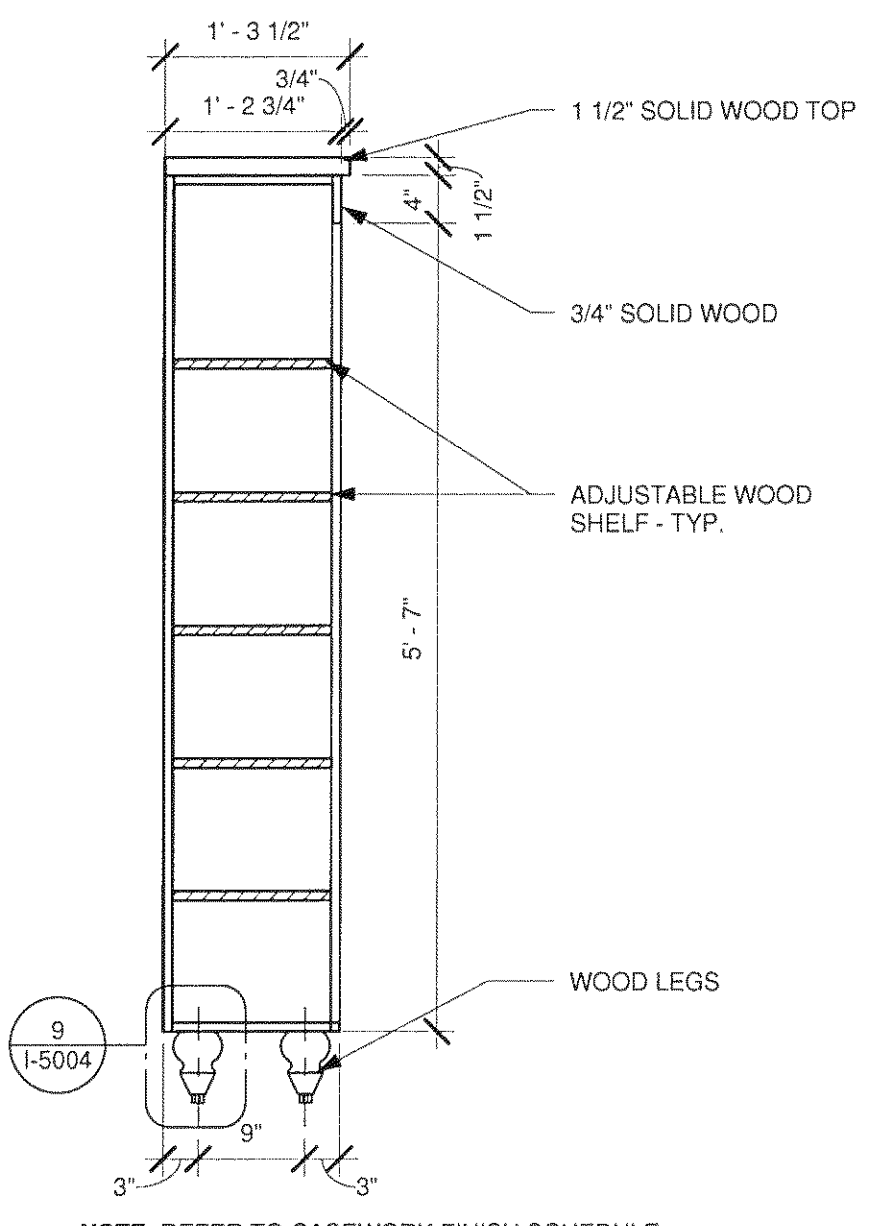 1' - 3 1/2"
3/4"
1' - 2 3/4"
1 1/2" SOLID WOOD TOP
4"
1 1/2"
3/4" SOLID WOOD
ADJUSTABLE WOOD
SHELF - TYP.
5' - 7"
WOOD LEGS
9
I-5004
9"
3"
3"